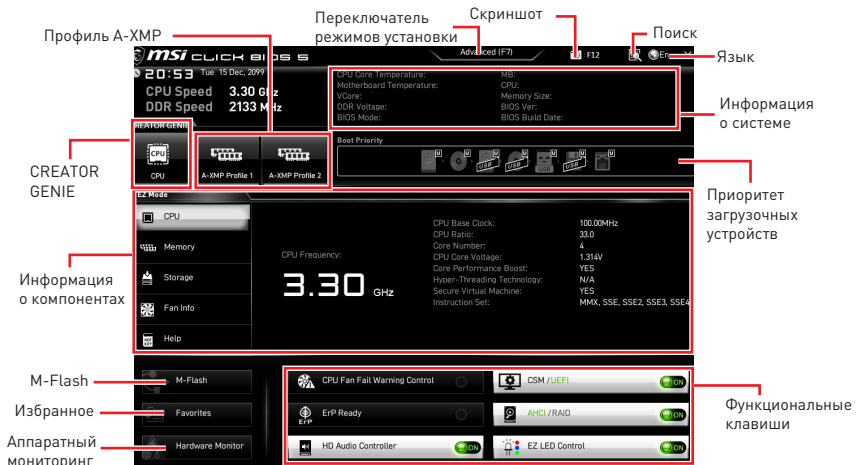 Профиль A-XMP
Переключатель
режимов установки
Скриншот
Поиск
Язык
msi CLICK BIOS 5
Advanced (F7)
: F12
En
20:53 Tue 15 Dec, 2099
CPU Speed 3.30 GHz
DDR Speed 2133 MHz
CPU Core Temperature:
Motherboard Temperature:
VCore:
DDR Voltage:
BIOS Mode:
MB:
CPU:
Memory Size:
BIOS Ver:
BIOS Build Date:
Информация
о системе
CREATOR GENIE
CPU
CPU
A-XMP Profile 1
A-XMP Profile 2
Boot Priority
U
U
U
USB
U
USB
U
USB
U
USB
U
CREATOR
GENIE
Приоритет
загрузочных
устройств
EZ Mode
CPU
Memory
Storage
Fan Info
Help
CPU Frequency:
3.30 GHz
CPU Base Clock: 100.00MHz
CPU Ratio: 33.0
Core Number: 4
CPU Core Voltage: 1.314V
Core Performance Boost: YES
Hyper-Threading Technology: N/A
Secure Virtual Machine: YES
Instruction Set: MMX, SSE, SSE2, SSE3, SSE4
Информация
о компонентах
M-Flash
Избранное
Аппаратный
мониторинг
M-Flash
Favorites
Hardware Monitor
CPU Fan Fail Warning Control
ErP
ErP Ready
HD Audio Controller ON
CSM /UEFI ON
AHCI /RAID ON
EZ LED Control ON
Функциональные
клавиши